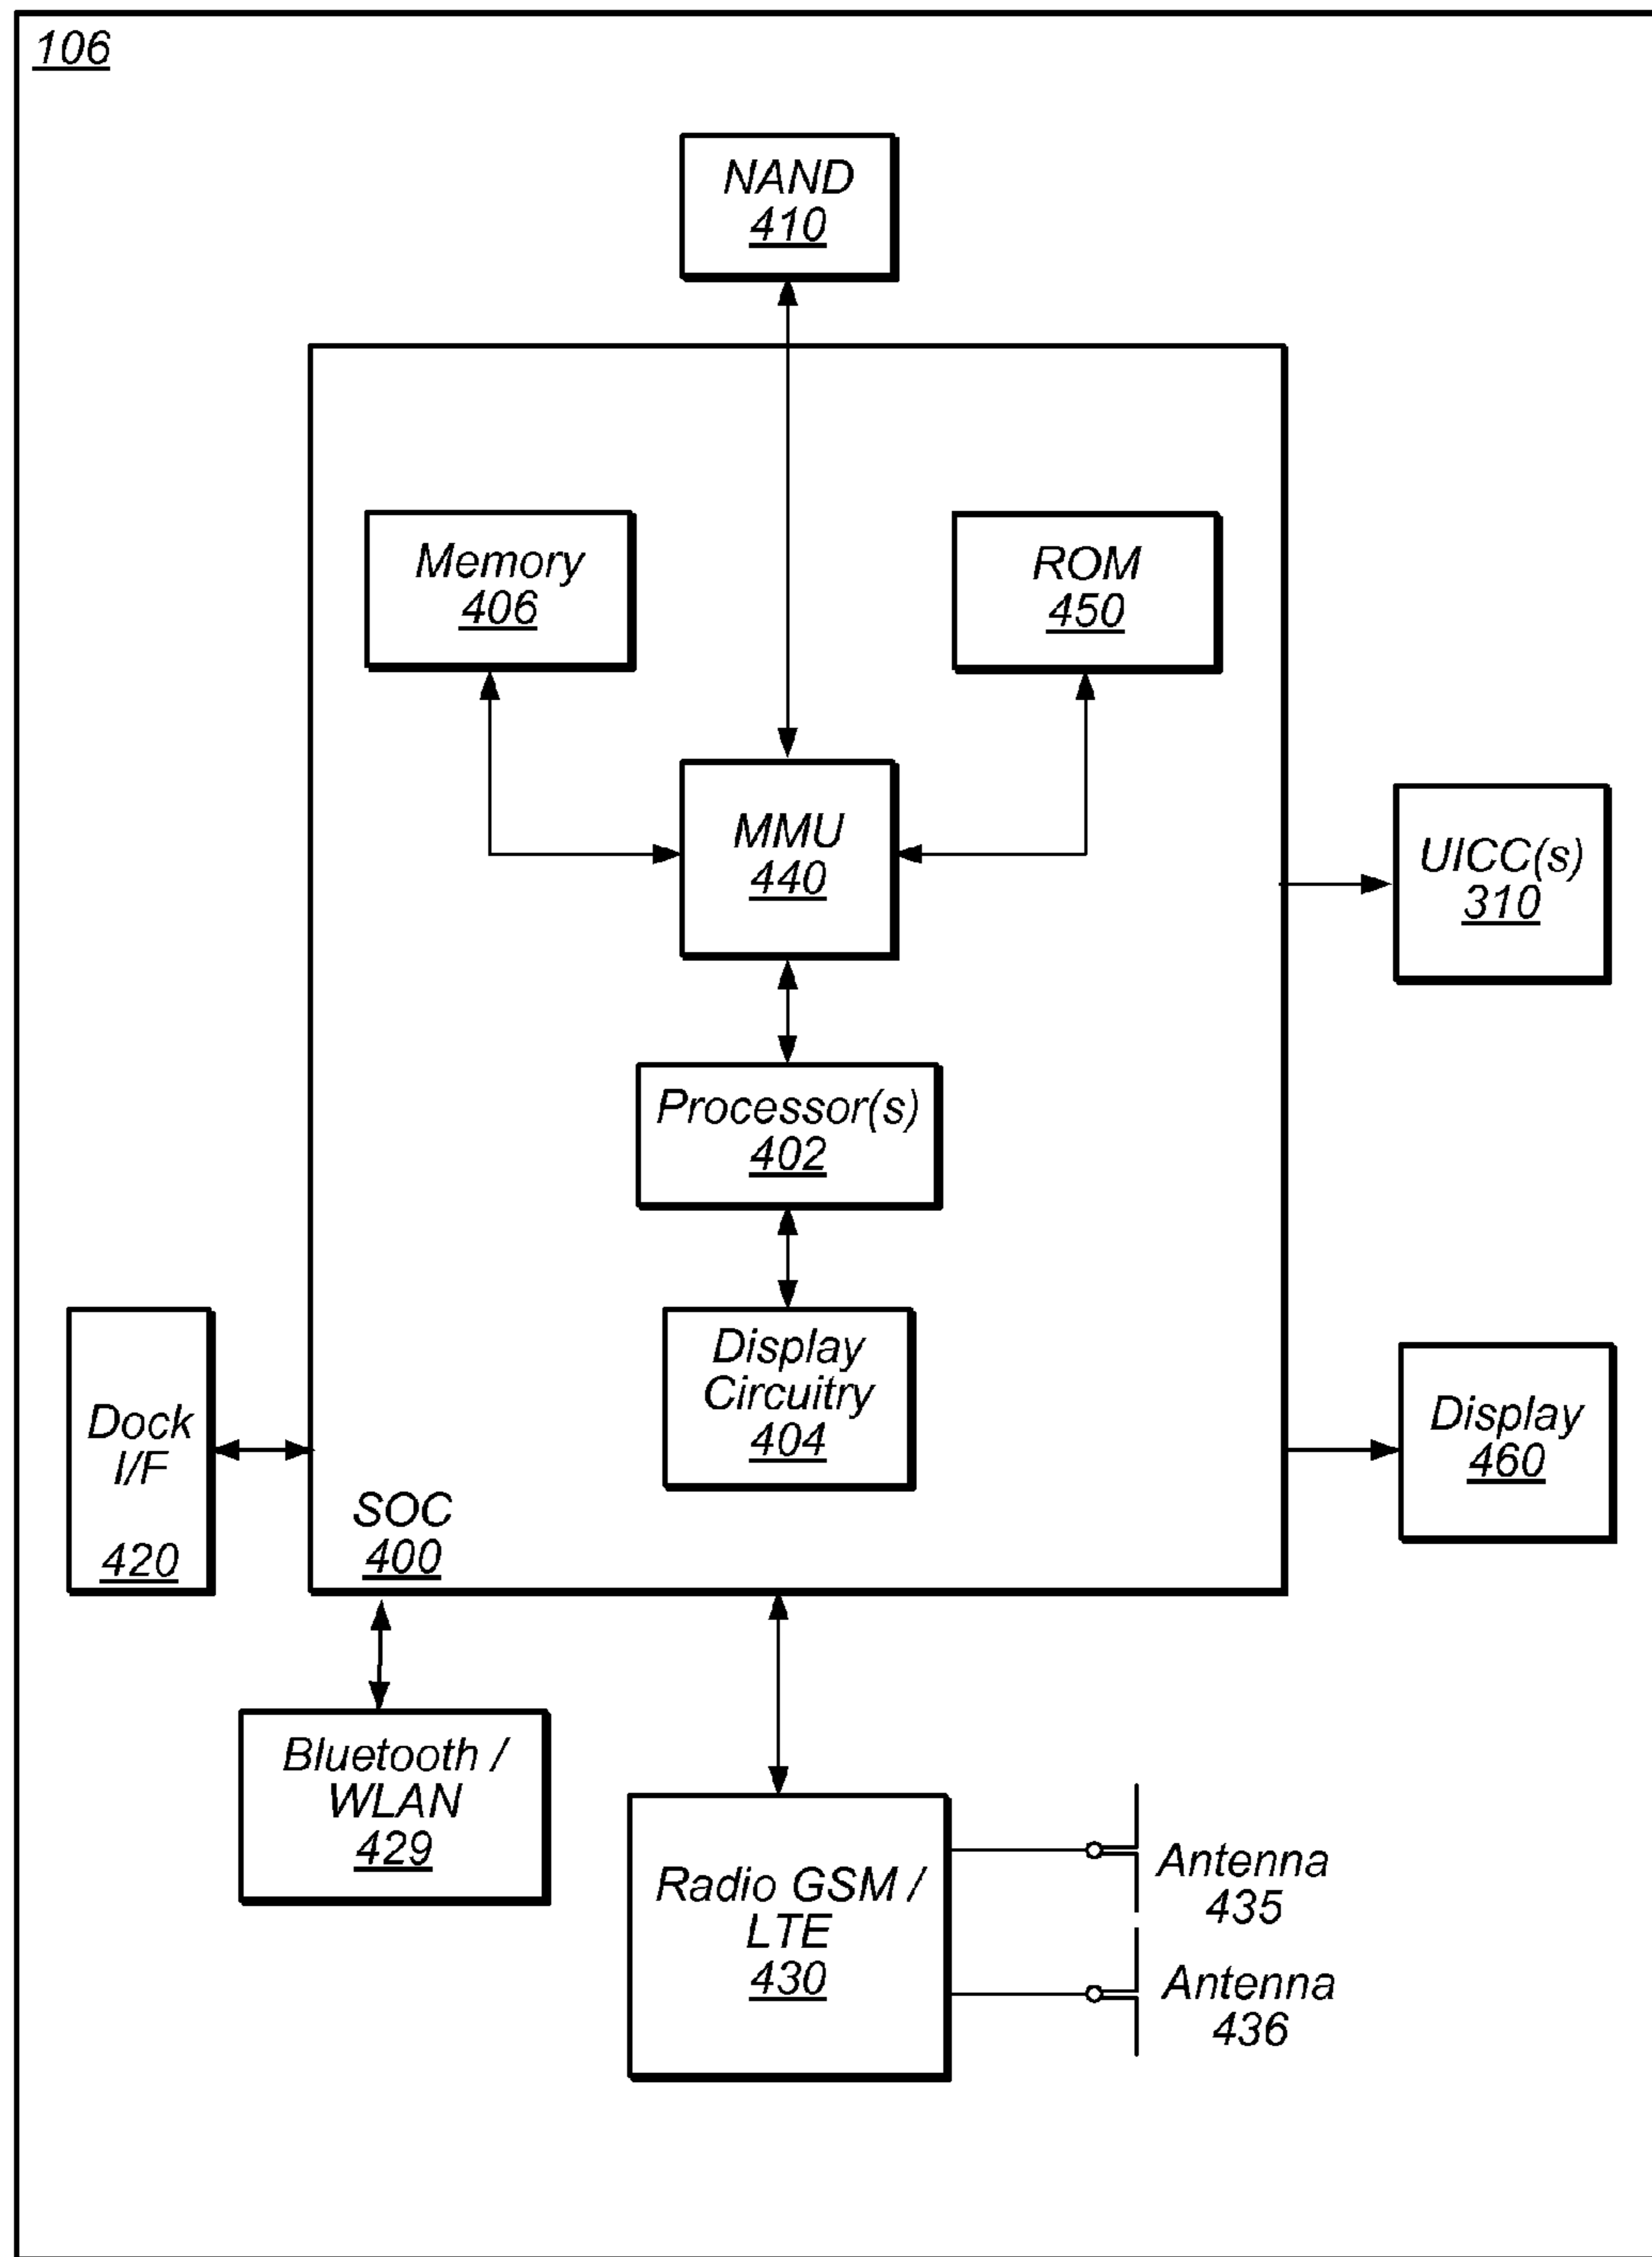 106
NAND
410
Memory
406
ROM
450
MMU
440
UICC(s)
310
Processor(s)
402
Display
Circuitry
404
Dock
I/F
420
Display
460
SOC
400
Bluetooth /
WLAN
429
Radio GSM /
LTE
430
Antenna
435
Antenna
436